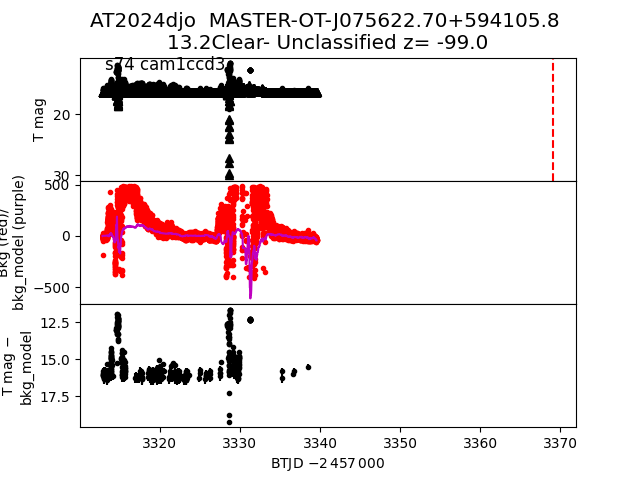 AT2024djo  MASTER-OT-J075622.70+594105.8
13.2Clear- Unclassified z= -99.0
s74 cam1ccd3
T mag
20
30
Bkg (red)/
bkg_model (purple)
500
0
−500
T mag −
bkg_model
12.5
15.0
17.5
3320 3330 3340 3350 3360 3370
BTJD −2 457 000